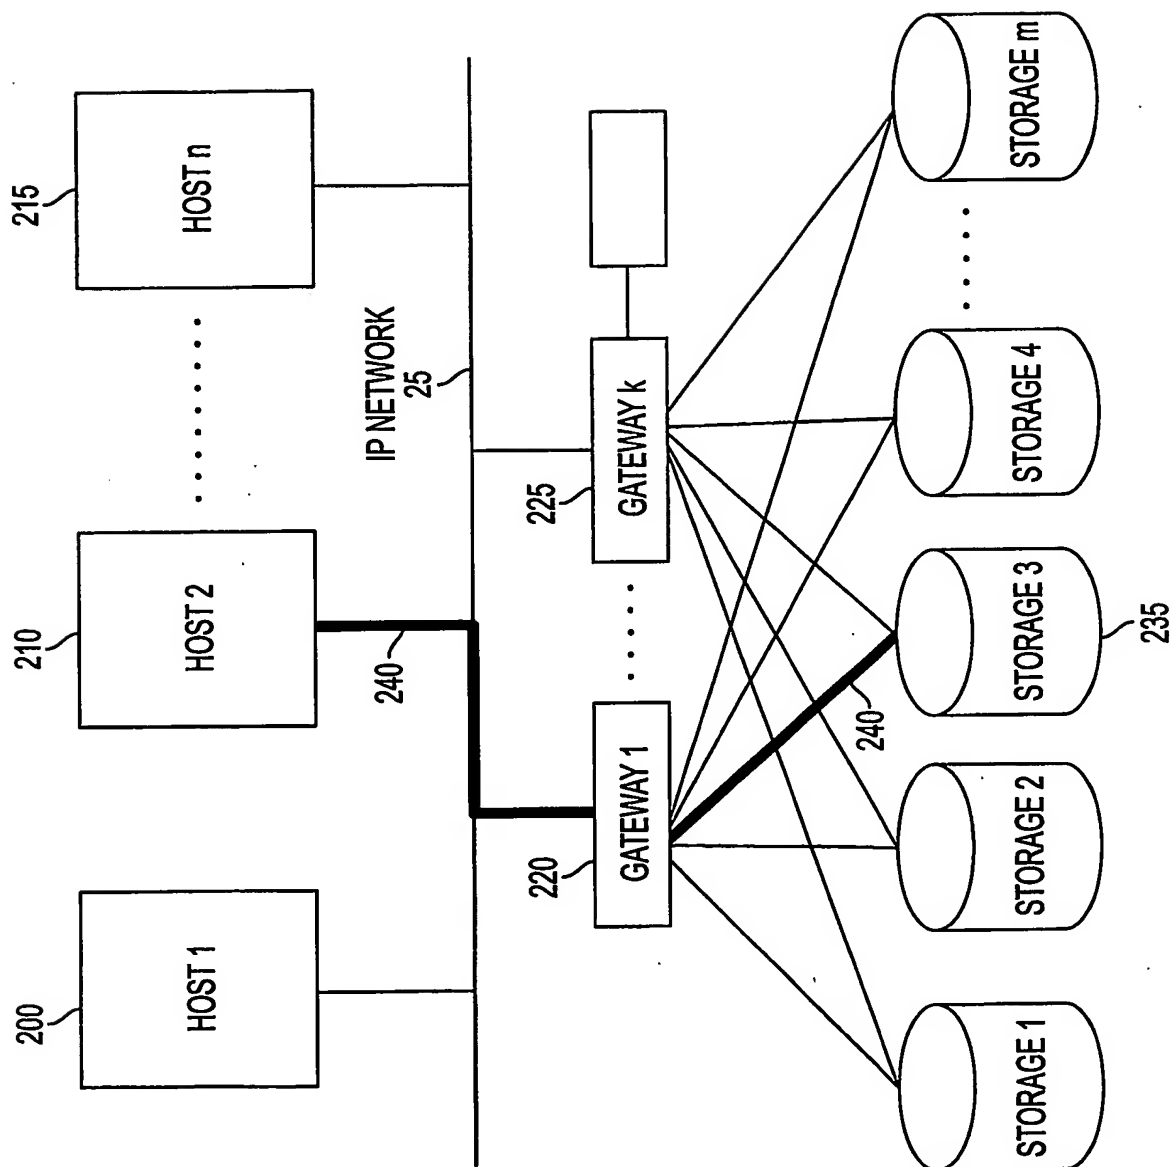 200
HOST 1
210
HOST 2
215
HOST n
240
IP NETWORK
25
220
GATEWAY 1
225
GATEWAY k
240
STORAGE 1
STORAGE 2
STORAGE 3
235
STORAGE 4
STORAGE m